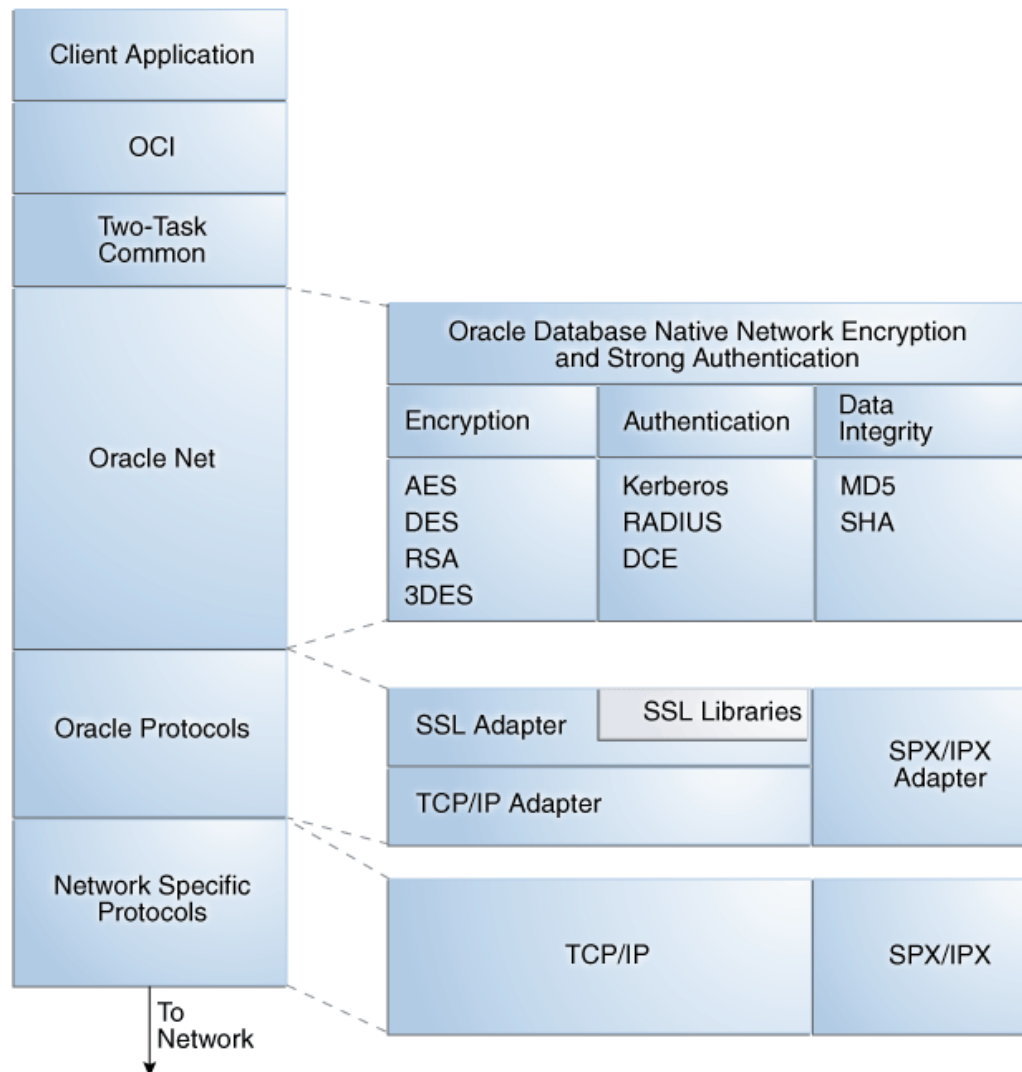 Client Application
OCI
Two-Task
Common
Oracle Net
Oracle Database Native Network Encryption
and Strong Authentication
Encryption
Authentication
Data
Integrity
AES
DES
RSA
3DES
Kerberos
RADIUS
DCE
MD5
SHA
Oracle Protocols
SSL Adapter
SSL Libraries
SPX/IPX
Adapter
TCP/IP Adapter
Network Specific
Protocols
TCP/IP
SPX/IPX
To
Network